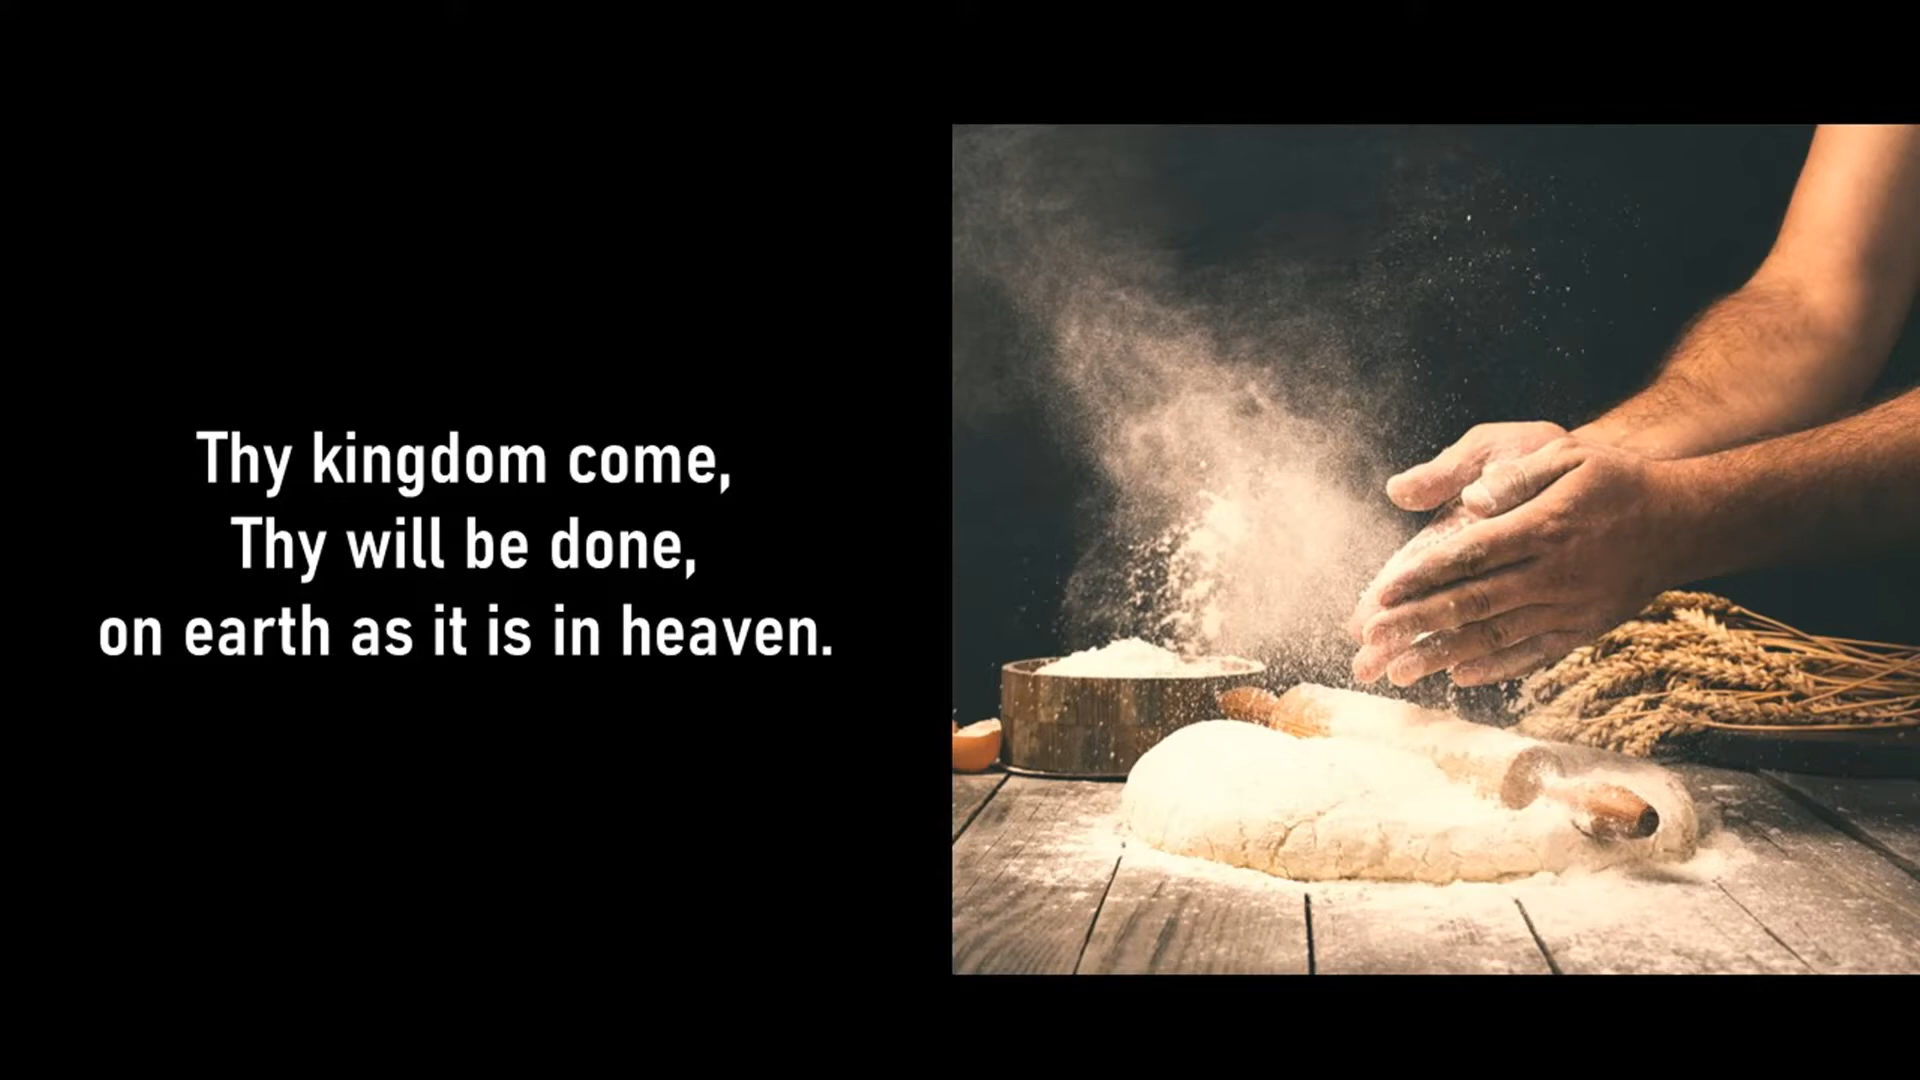 Thy kingdom come,
Thy will be done,
on earth as it is in heaven.